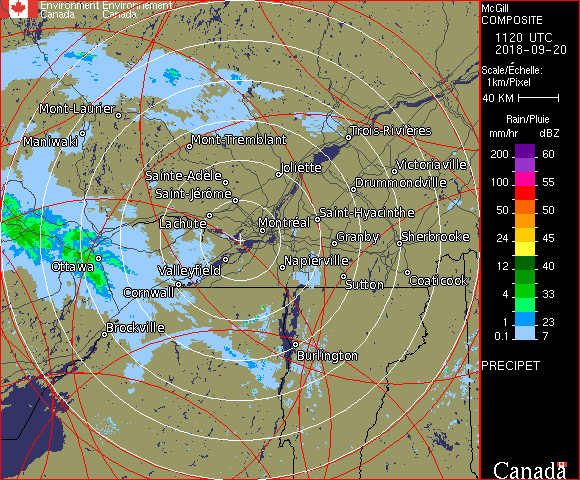 Environment Environnement
Canada Canada
McGill
COMPOSITE
1120 UTC
2018-09-20
Scale/Échelle:
1km/Pixel
40 KM
Rain/Pluie
mm/hr dBZ
200 60
100 55
50 50
24 45
12 40
4 33
1 23
0.1 7
PRECIPET
Canada
Mont-Laurier
Maniwaki
Mont-Tremblant
Trois-Rivières
Sainte-Adèle
Joliette
Victoriaville
Saint-Jérôme
Drummondville
Lachute
Montréal
Saint-Hyacinthe
Granby
Sherbrooke
Ottawa
Valleyfield
Napierville
Cornwall
Sutton
Coaticook
Brockville
Burlington